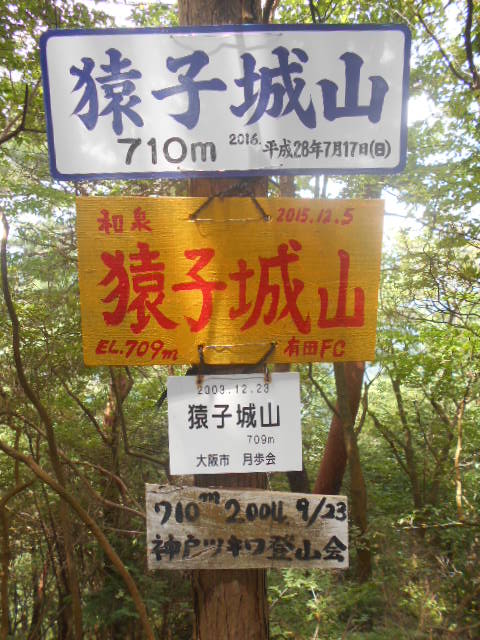 猿子城山
710m 2016. 平成28年7月17日(日)
和泉 2015.12.5
猿子城山
EL.709m 有田FC
2003.12.23
猿子城山
709m
大阪市 月歩会
710m 2004 9/23
神戸ツキワ登山会